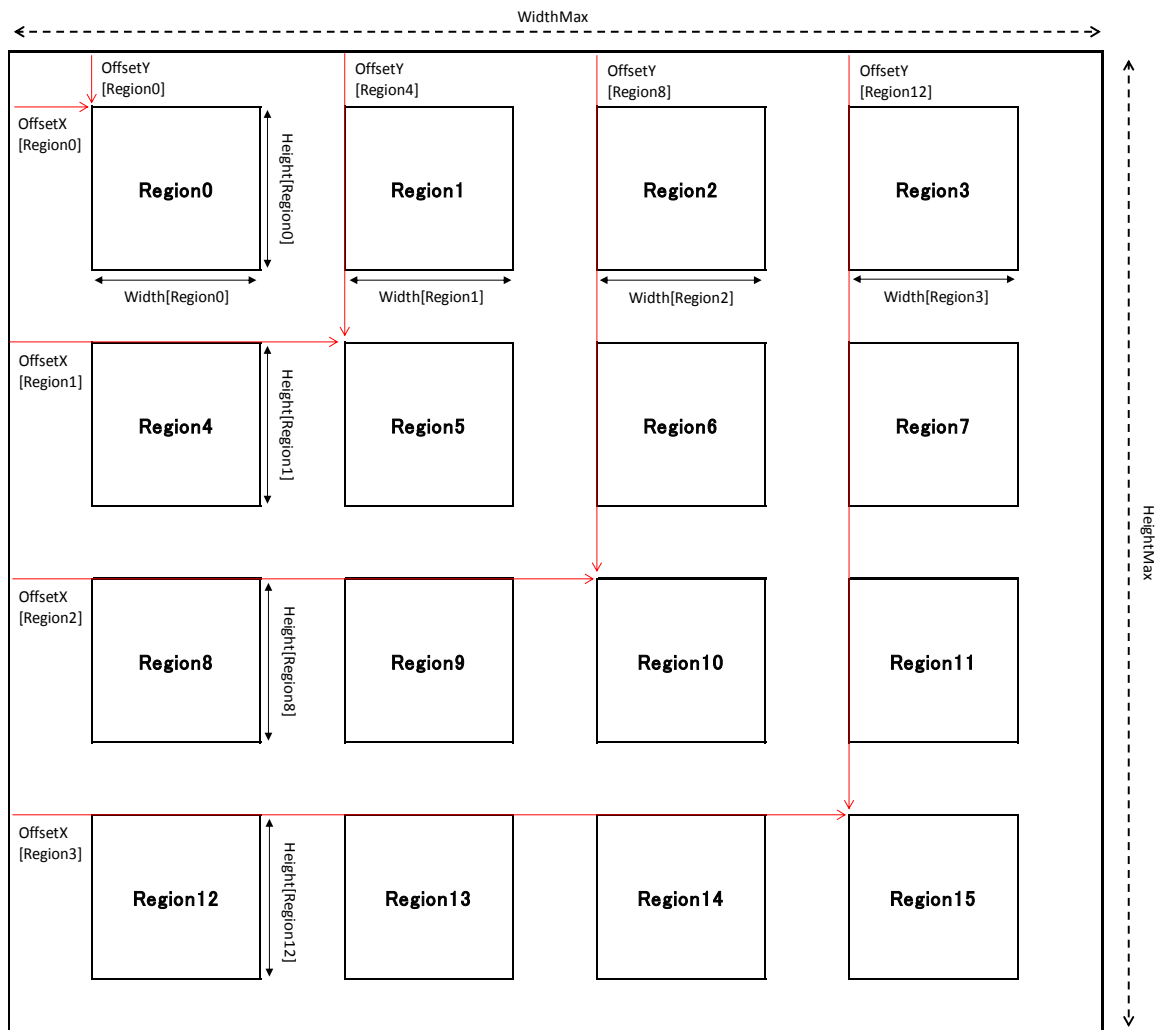 WidthMax
OffsetY
[Region0]
OffsetY
[Region4]
OffsetY
[Region8]
OffsetY
[Region12]
OffsetX
[Region0]
Region0
Height[Region0]
Region1
Region2
Region3
Width[Region0]
Width[Region1]
Width[Region2]
Width[Region3]
OffsetX
[Region1]
Region4
Height[Region1]
Region5
Region6
Region7
HeightMax
OffsetX
[Region2]
Region8
Height[Region8]
Region9
Region10
Region11
OffsetX
[Region3]
Region12
Height[Region12]
Region13
Region14
Region15